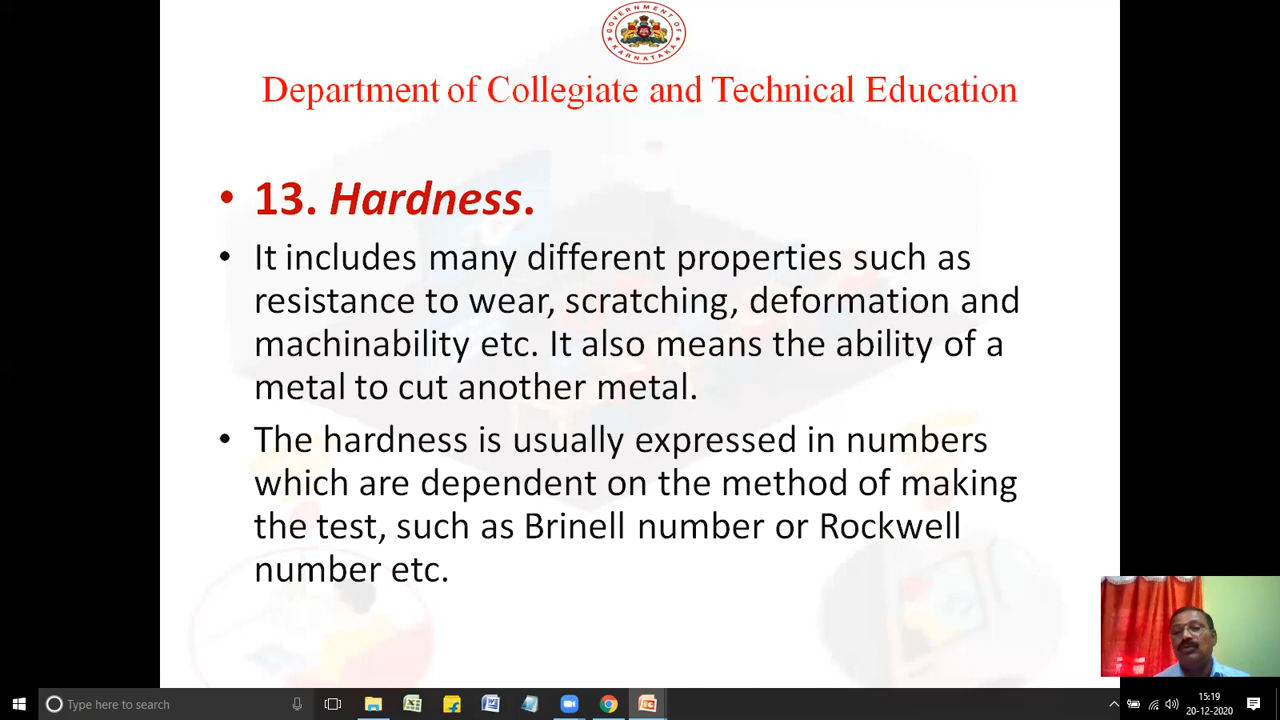 GOVERNMENT OF
KARNATAKA
Department of Collegiate and Technical Education
• 13. Hardness.
• It includes many different properties such as
resistance to wear, scratching, deformation and
machinability etc. It also means the ability of a
metal to cut another metal.
• The hardness is usually expressed in numbers
which are dependent on the method of making
the test, such as Brinell number or Rockwell
number etc.
Type here to search
15:19
20-12-2020